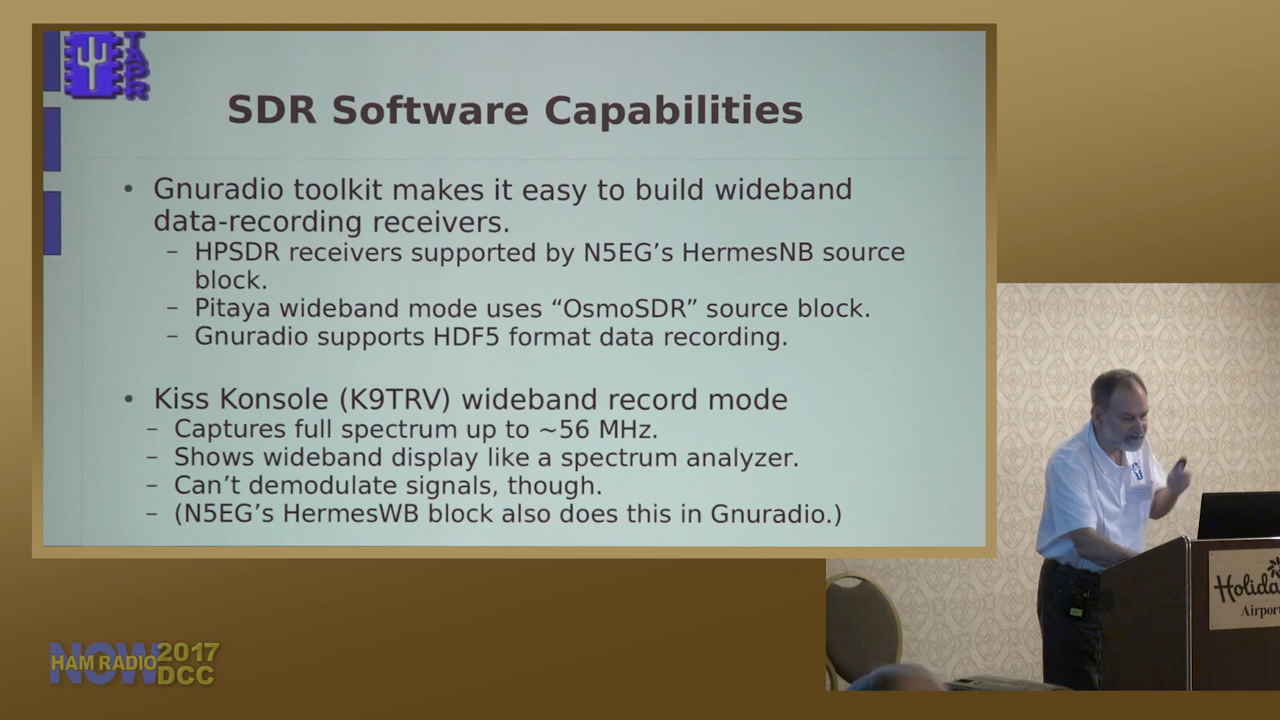 TAPR
SDR Software Capabilities
• Gnuradio toolkit makes it easy to build wideband
data-recording receivers.
– HPSDR receivers supported by N5EG’s HermesNB source
block.
– Pitaya wideband mode uses “OsmoSDR” source block.
– Gnuradio supports HDF5 format data recording.
• Kiss Konsole (K9TRV) wideband record mode
– Captures full spectrum up to ~56 MHz.
– Shows wideband display like a spectrum analyzer.
– Can’t demodulate signals, though.
– (N5EG’s HermesWB block also does this in Gnuradio.)
Holida
Airport
NOW
HAM RADIO 2017
DCC